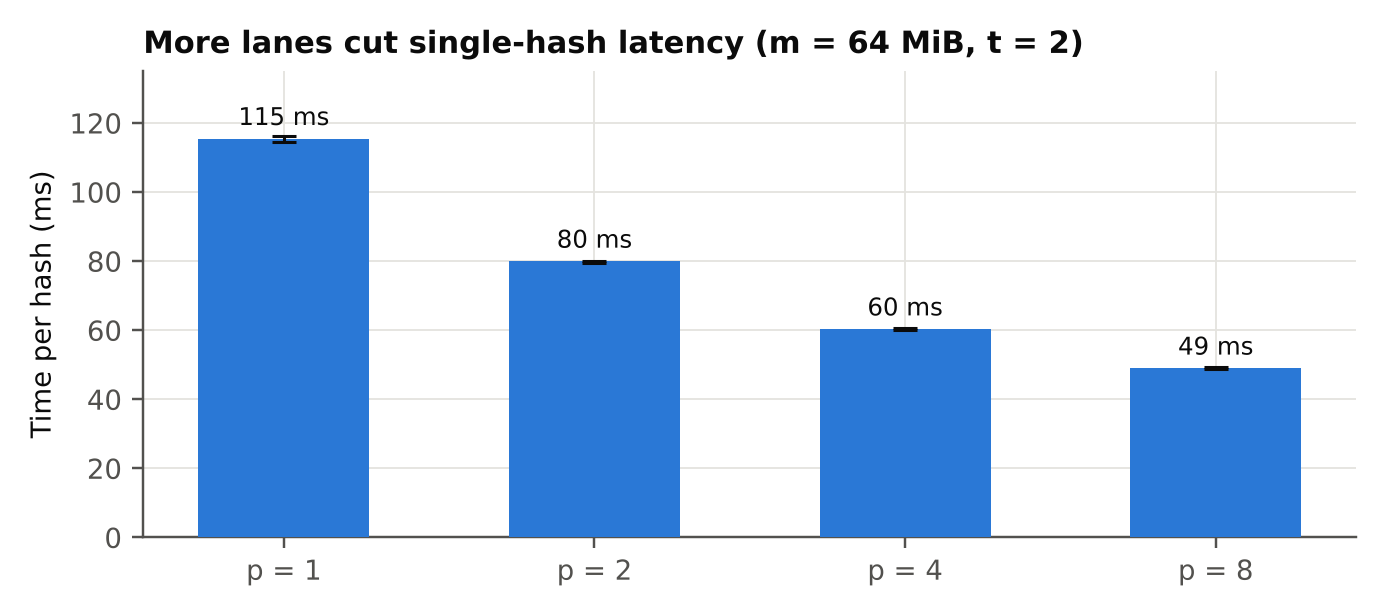 More lanes cut single-hash latency (m = 64 MiB, t = 2)
Time per hash (ms)
120
100
80
60
40
20
0
115 ms
80 ms
60 ms
49 ms
p = 1
p = 2
p = 4
p = 8